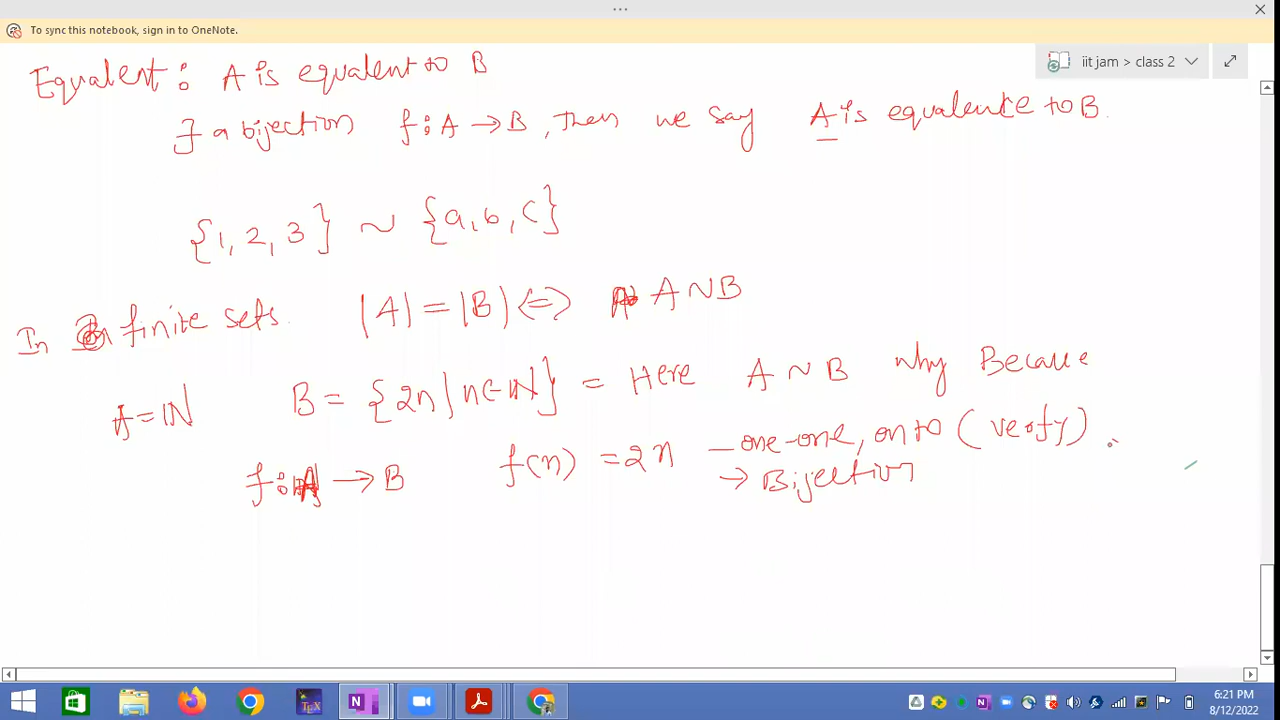 To sync this notebook, sign in to OneNote.
iit jam > class 2
Equalent : A is equalent to B
∃ a bijection f : A → B, then we say A is equalence to B.
{1, 2, 3} ~ {a, b, c}
In finite sets |A| = |B| ⇔ A ~ B
A = ℕ B = {2n | n ∈ ℕ} = Here A ~ B why Because
f : A → B f(n) = 2n — one-one, onto (verify).
→ Bijection
6:21 PM
8/12/2022